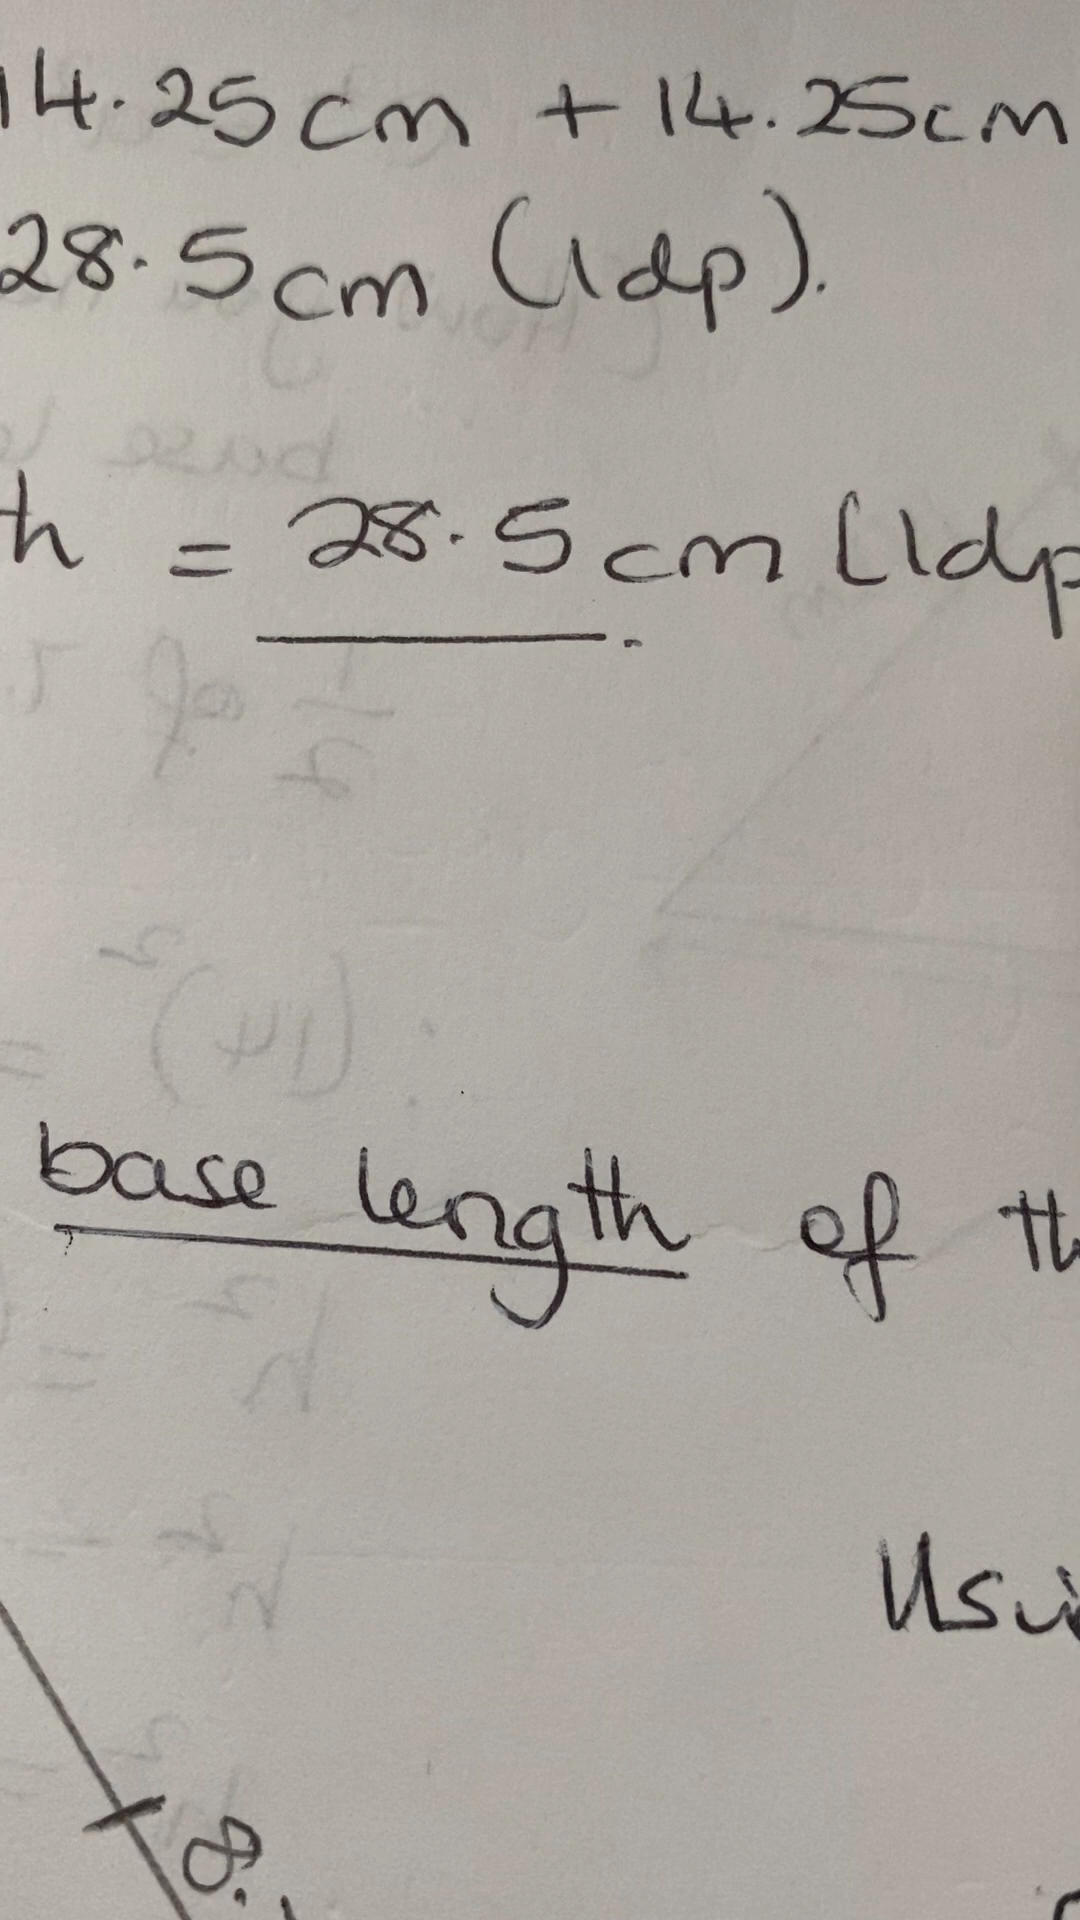 14.25cm + 14.25cm
28.5cm (1dp).
h = 28.5cm (1dp
base length of th
Usi
8.